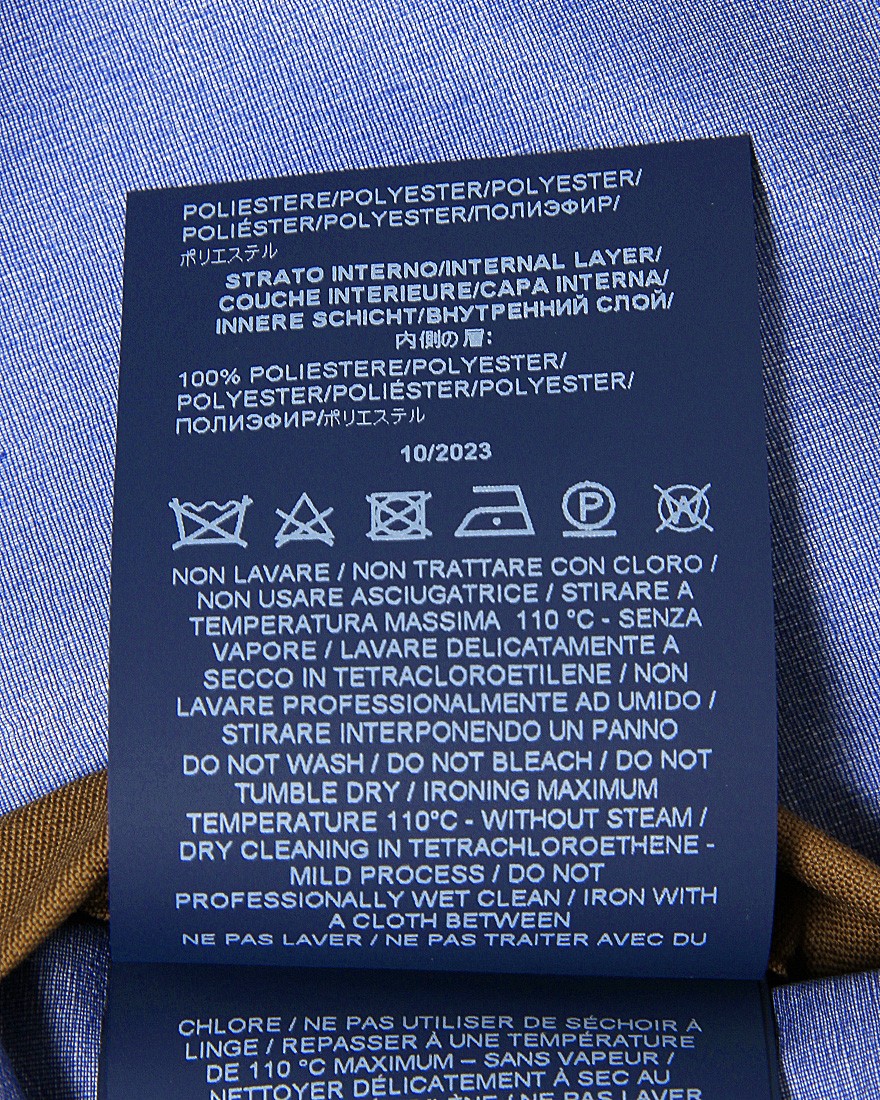 POLIESTERE/POLYESTER/POLYESTER/
POLIÉSTER/POLYESTER/ПОЛИЭФИР/
ポリエステル
STRATO INTERNO/INTERNAL LAYER/
COUCHE INTERIEURE/CAPA INTERNA/
INNERE SCHICHT/ВНУТРЕННИЙ СЛОЙ/
内側の層:
100% POLIESTERE/POLYESTER/
POLYESTER/POLIÉSTER/POLYESTER/
ПОЛИЭФИР/ポリエステル
10/2023
P
W
NON LAVARE / NON TRATTARE CON CLORO /
NON USARE ASCIUGATRICE / STIRARE A
TEMPERATURA MASSIMA 110 °C - SENZA
VAPORE / LAVARE DELICATAMENTE A
SECCO IN TETRACLOROETILENE / NON
LAVARE PROFESSIONALMENTE AD UMIDO /
STIRARE INTERPONENDO UN PANNO
DO NOT WASH / DO NOT BLEACH / DO NOT
TUMBLE DRY / IRONING MAXIMUM
TEMPERATURE 110°C - WITHOUT STEAM /
DRY CLEANING IN TETRACHLOROETHENE -
MILD PROCESS / DO NOT
PROFESSIONALLY WET CLEAN / IRON WITH
A CLOTH BETWEEN
NE PAS LAVER / NE PAS TRAITER AVEC DU
CHLORE / NE PAS UTILISER DE SÉCHOIR À
LINGE / REPASSER À UNE TEMPÉRATURE
DE 110 °C MAXIMUM – SANS VAPEUR /
NETTOYER DÉLICATEMENT À SEC AU
/ NE PAS LAVER